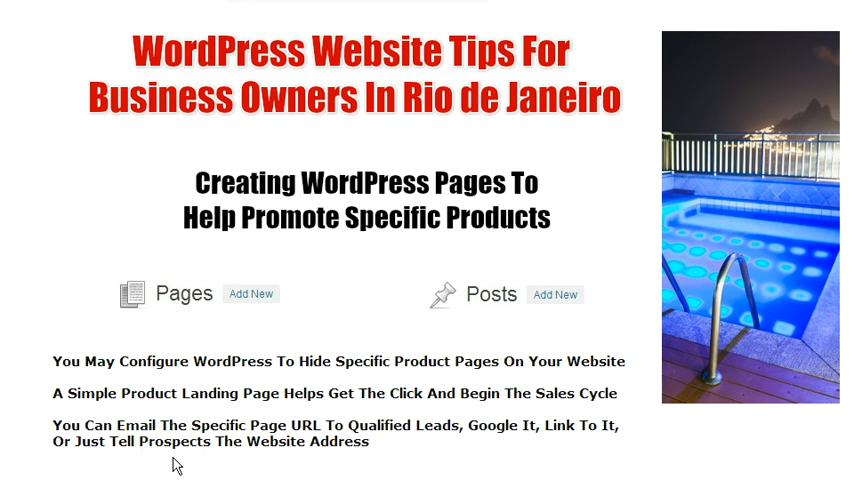 WordPress Website Tips For
Business Owners In Rio de Janeiro
Creating WordPress Pages To
Help Promote Specific Products
Pages Add New
Posts Add New
You May Configure WordPress To Hide Specific Product Pages On Your Website
A Simple Product Landing Page Helps Get The Click And Begin The Sales Cycle
You Can Email The Specific Page URL To Qualified Leads, Google It, Link To It,
Or Just Tell Prospects The Website Address